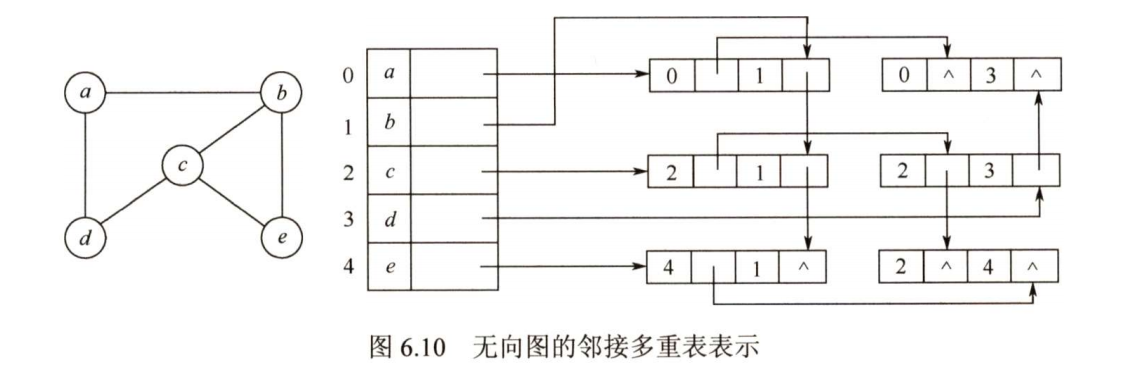 a b
c
d e
0 a 0 1 0 ^ 3 ^
1 b
2 c 2 1 2 3
3 d
4 e 4 1 ^ 2 ^ 4 ^
图 6.10 无向图的邻接多重表表示